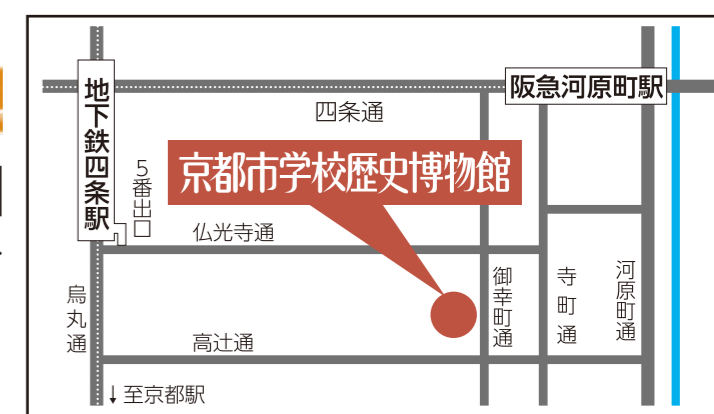 阪急河原町駅
地下鉄四条駅
四条通
5番出口
京都市学校歴史博物館
仏光寺通
御幸町通
寺町通
河原町通
烏丸通
高辻通
↓至京都駅